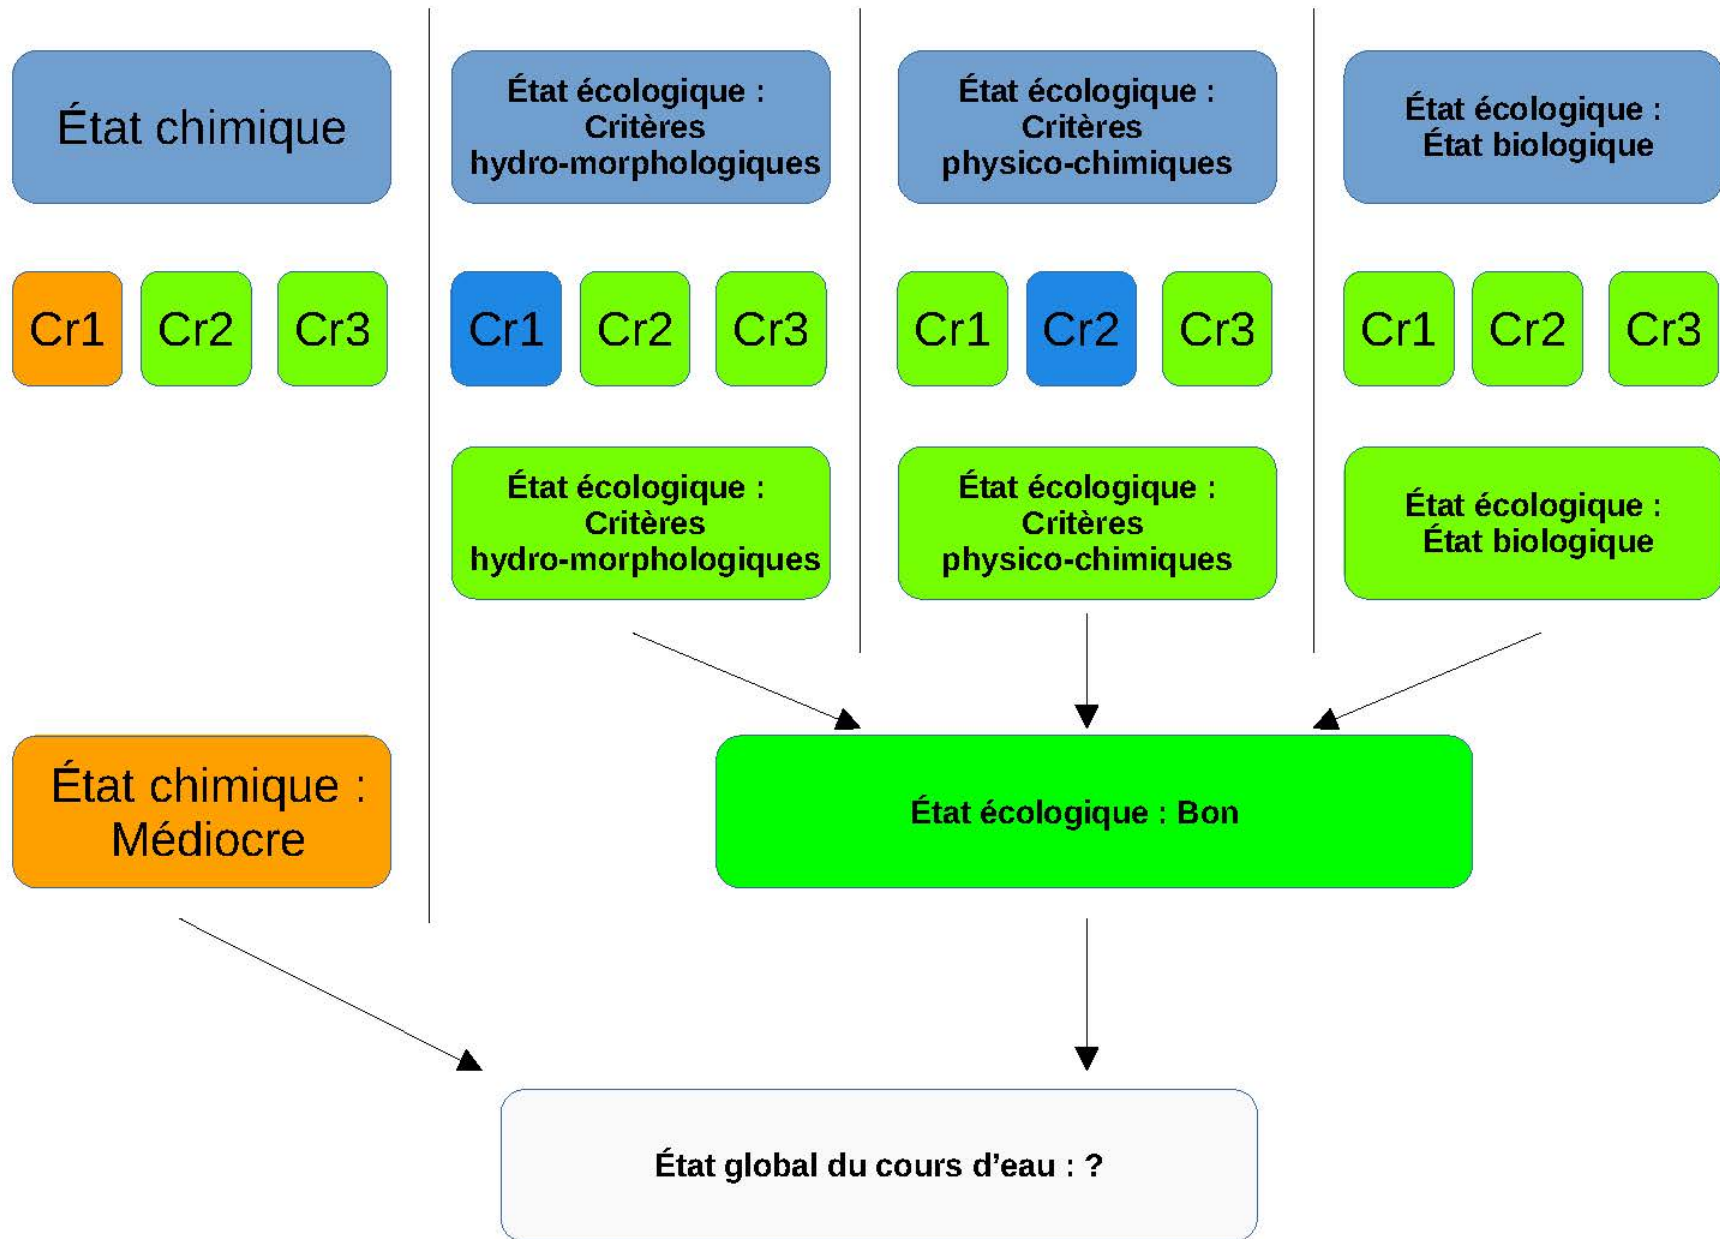 État chimique
État écologique :
Critères
hydro-morphologiques
État écologique :
Critères
physico-chimiques
État écologique :
État biologique
Cr1
Cr2
Cr3
Cr1
Cr2
Cr3
Cr1
Cr2
Cr3
Cr1
Cr2
Cr3
État écologique :
Critères
hydro-morphologiques
État écologique :
Critères
physico-chimiques
État écologique :
État biologique
État chimique :
Médiocre
État écologique : Bon
État global du cours d’eau : ?